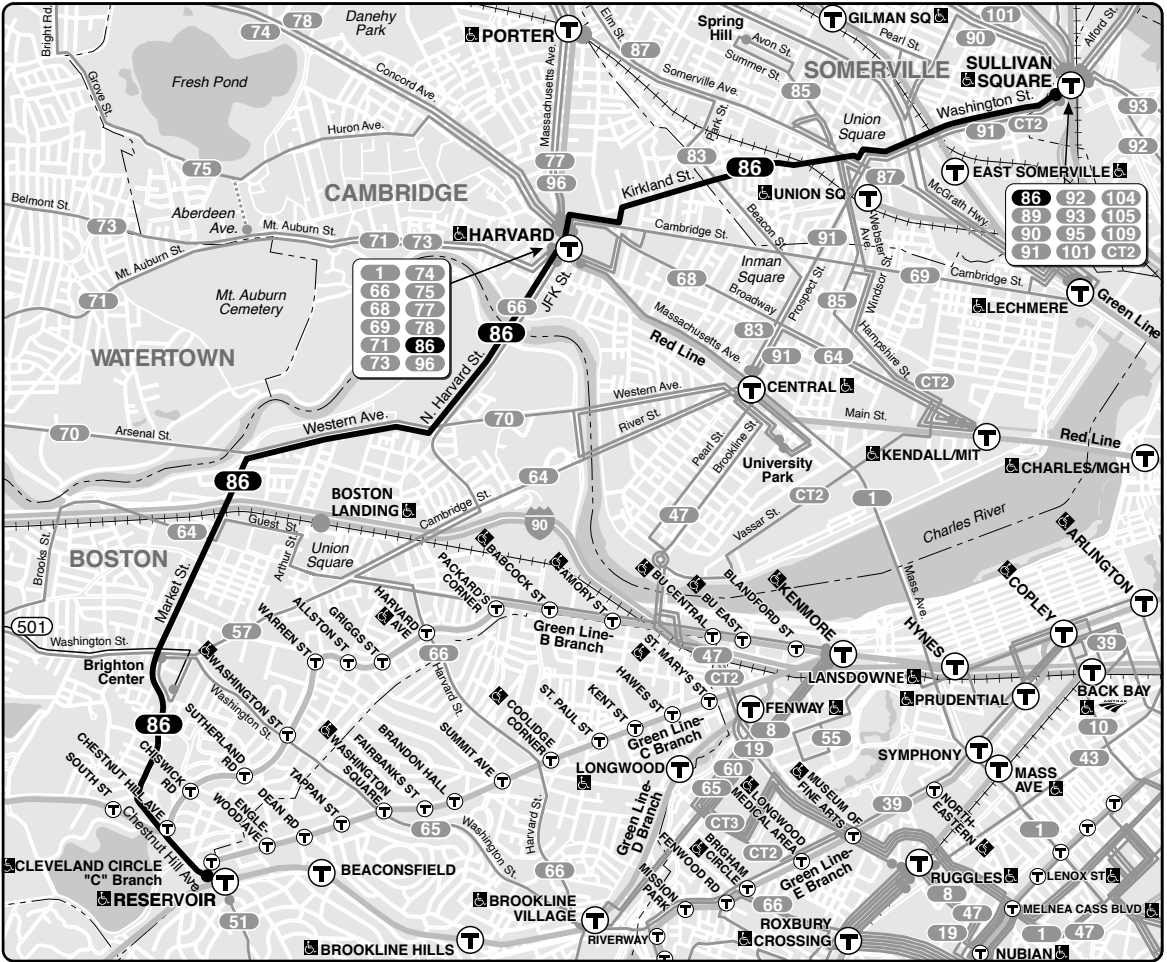 Bright Rd.
74
78
Danehy
Park
PORTER
Elm St.
87
Spring
Hill
Avon St.
Summer St.
GILMAN SQ
Pearl St.
101
90
Alford St.
SULLIVAN
SQUARE
Fresh Pond
Grove St.
Concord Ave.
Massachusetts Ave.
Somerville Ave.
SOMERVILLE
85
Park St.
Union
Square
Washington St.
91
CT2
93
92
Huron Ave.
75
77
96
83
86
Kirkland St.
UNION SQ
87
EAST SOMERVILLE
McGrath Hwy
86 92 104
89 93 105
90 95 109
91 101 CT2
CAMBRIDGE
Belmont St.
73
Aberdeen
Ave.
Mt. Auburn St.
71
73
HARVARD
Cambridge St.
Beacon St.
91
Webster
Ave.
Mt. Auburn St.
71
Mt. Auburn
Cemetery
1 74
66 75
68 77
69 78
71 86
73 96
66
JFK St.
68
Inman
Square
Broadway
Prospect St.
85
Windsor St.
69
Cambridge St.
LECHMERE
Green Line
WATERTOWN
86
N. Harvard St.
Massachusetts Ave.
Red Line
83
91
64
Hampshire St.
CT2
CENTRAL
Western Ave.
Western Ave.
River St.
70
70
Arsenal St.
Main St.
Red Line
KENDALL/MIT
CHARLES/MGH
Pearl St.
Brookline St.
University
Park
86
64
BOSTON
LANDING
Cambridge St.
CT2
1
Vassar St.
47
90
Charles River
64
Guest St.
Arthur St.
Union
Square
BOSTON
Brooks St.
Market St.
BABCOCK ST
AMORY ST
BU CENTRAL
BU EAST
BLANDFORD ST
KENMORE
Mass. Ave
COPLEY
ARLINGTON
PACKARD'S
CORNER
HARVARD
AVE
Green Line-
B Branch
HYNES
501
Washington St.
57
WARREN ST
ALLSTON ST
GRIGGS ST
ST. MARY'S ST
47
CT2
LANSDOWNE
PRUDENTIAL
39
BACK BAY
AMTRAK
Brighton
Center
WASHINGTON ST
Washington St.
66
Harvard St.
HAWES ST
KENT ST
ST. PAUL ST
COOLIDGE
CORNER
Green Line-
C Branch
FENWAY
8
55
10
86
SUTHERLAND
RD
WASHINGTON
SQUARE
FAIRBANKS ST
BRANDON HALL
SUMMIT AVE
LONGWOOD
19
60
65
SYMPHONY
MASS
AVE
43
CHESTNUT HILL AVE
CHISWICK
RD
SOUTH ST
ENGLE-
WOOD AVE
DEAN RD
TAPPAN ST
65
Washington St.
Harvard St.
Green Line-
D Branch
LONGWOOD
MEDICAL AREA
MUSEUM OF
FINE ARTS
39
NORTH-
EASTERN
1
CT3
CT2
Chestnut Hill Ave
CLEVELAND CIRCLE
"C" Branch
RESERVOIR
BEACONSFIELD
66
FENWOOD RD
BRIGHAM
CIRCLE
Green Line-
E Branch
RUGGLES
LENOX ST
51
BROOKLINE
VILLAGE
MISSION
PARK
66
8
47
MELNEA CASS BLVD
BROOKLINE HILLS
RIVERWAY
ROXBURY
CROSSING
19
1
47
NUBIAN